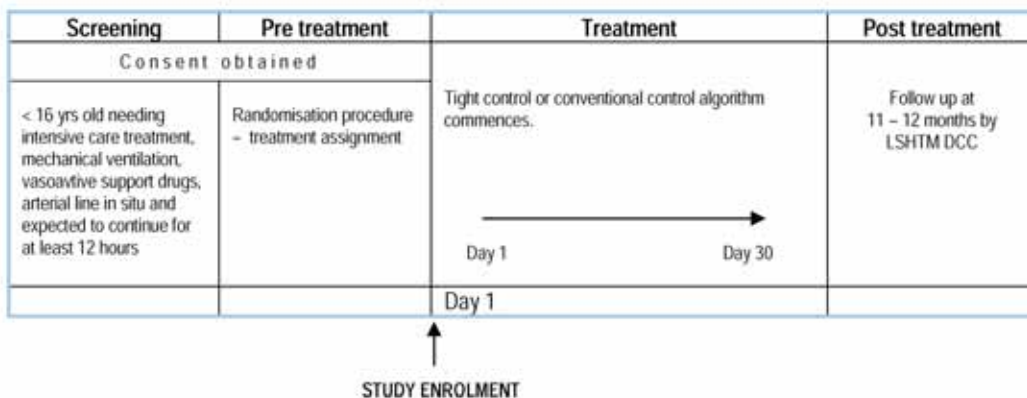 Screening Pre treatment Treatment Post treatment
Consent obtained
< 16 yrs old needing
intensive care treatment,
mechanical ventilation,
vasoavtive support drugs,
arterial line in situ and
expected to continue for
at least 12 hours
Randomisation procedure
– treatment assignment
Tight control or conventional control algorithm
commences.
Day 1 Day 30
Follow up at
11 – 12 months by
LSHTM DCC
Day 1
STUDY ENROLMENT